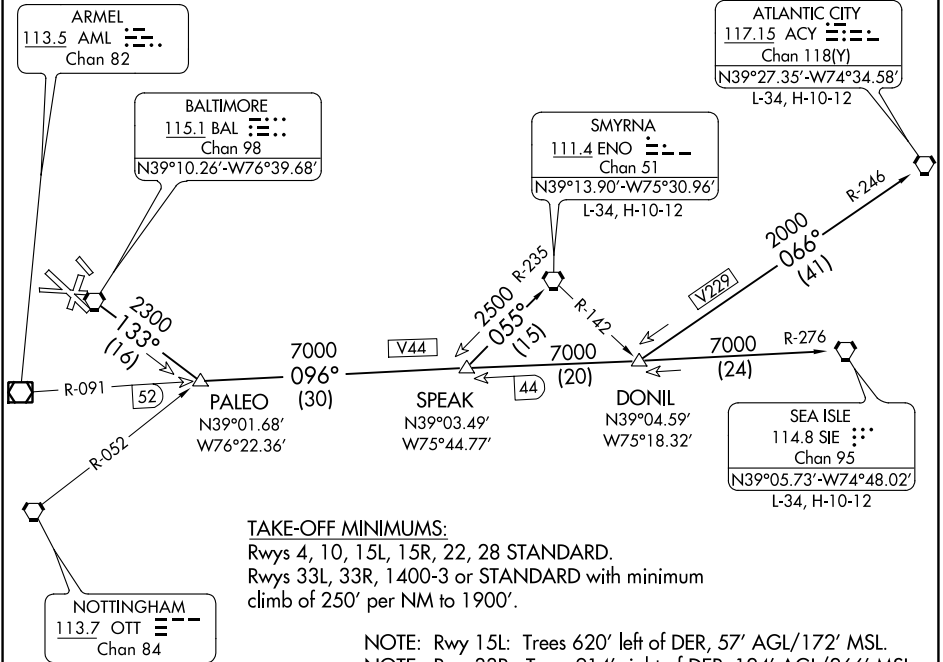 ARMEL
113.5 AML
Chan 82
ATLANTIC CITY
117.15 ACY
Chan 118(Y)
N39°27.35'-W74°34.58'
L-34, H-10-12
BALTIMORE
115.1 BAL
Chan 98
N39°10.26'-W76°39.68'
SMYRNA
111.4 ENO
Chan 51
N39°13.90'-W75°30.96'
L-34, H-10-12
R-246
2000
066°
(41)
V229
R-235
2500
055°
(15)
R-142
2300
133°
(16)
7000
096°
(30)
V44
7000
(20)
44
7000
(24)
R-276
R-091
52
R-052
PALEO
N39°01.68'
W76°22.36'
SPEAK
N39°03.49'
W75°44.77'
DONIL
N39°04.59'
W75°18.32'
SEA ISLE
114.8 SIE
Chan 95
N39°05.73'-W74°48.02'
L-34, H-10-12
NOTTINGHAM
113.7 OTT
Chan 84
TAKE-OFF MINIMUMS:
Rwys 4, 10, 15L, 15R, 22, 28 STANDARD.
Rwys 33L, 33R, 1400-3 or STANDARD with minimum
climb of 250' per NM to 1900'.
NOTE: Rwy 15L: Trees 620' left of DER, 57' AGL/172' MSL.
NOTE: Rwy